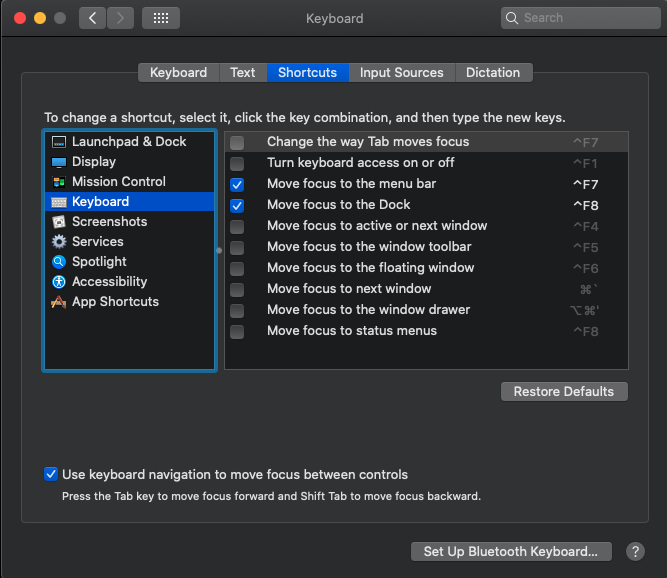 Keyboard
Search
Keyboard Text Shortcuts Input Sources Dictation
To change a shortcut, select it, click the key combination, and then type the new keys.
Launchpad & Dock
Display
Mission Control
Keyboard
Screenshots
Services
Spotlight
Accessibility
App Shortcuts
Change the way Tab moves focus ^F7
Turn keyboard access on or off ^F1
Move focus to the menu bar ^F7
Move focus to the Dock ^F8
Move focus to active or next window ^F4
Move focus to the window toolbar ^F5
Move focus to the floating window ^F6
Move focus to next window ⌘`
Move focus to the window drawer ⌥⌘'
Move focus to status menus ^F8
Restore Defaults
Use keyboard navigation to move focus between controls
Press the Tab key to move focus forward and Shift Tab to move focus backward.
Set Up Bluetooth Keyboard... ?